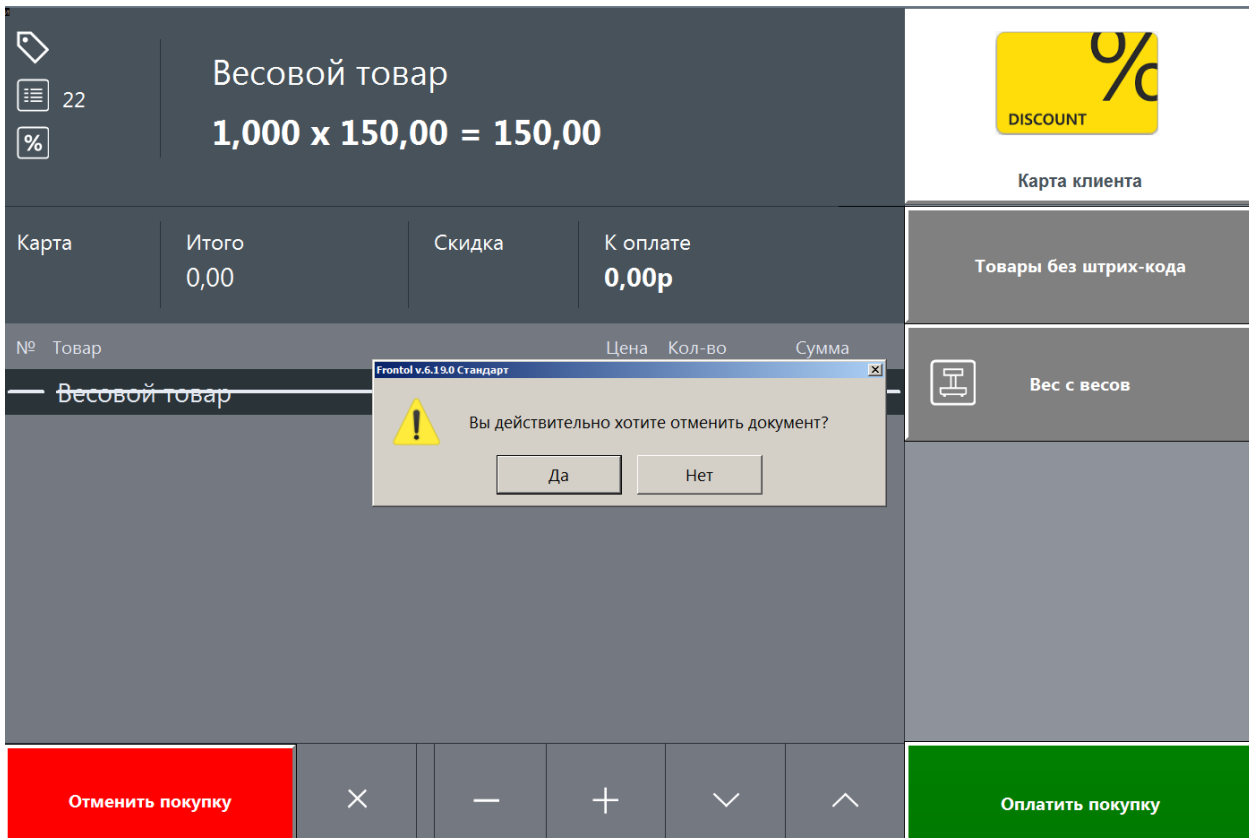 22
%
Весовой товар
1,000 x 150,00 = 150,00
%
DISCOUNT
Карта клиента
Карта
Итого
0,00
Скидка
К оплате
0,00р
Товары без штрих-кода
№ Товар Цена Кол-во Сумма
Весовой товар
Frontol v.6.19.0 Стандарт
Вы действительно хотите отменить документ?
Да
Нет
Вес с весов
Отменить покупку
Оплатить покупку